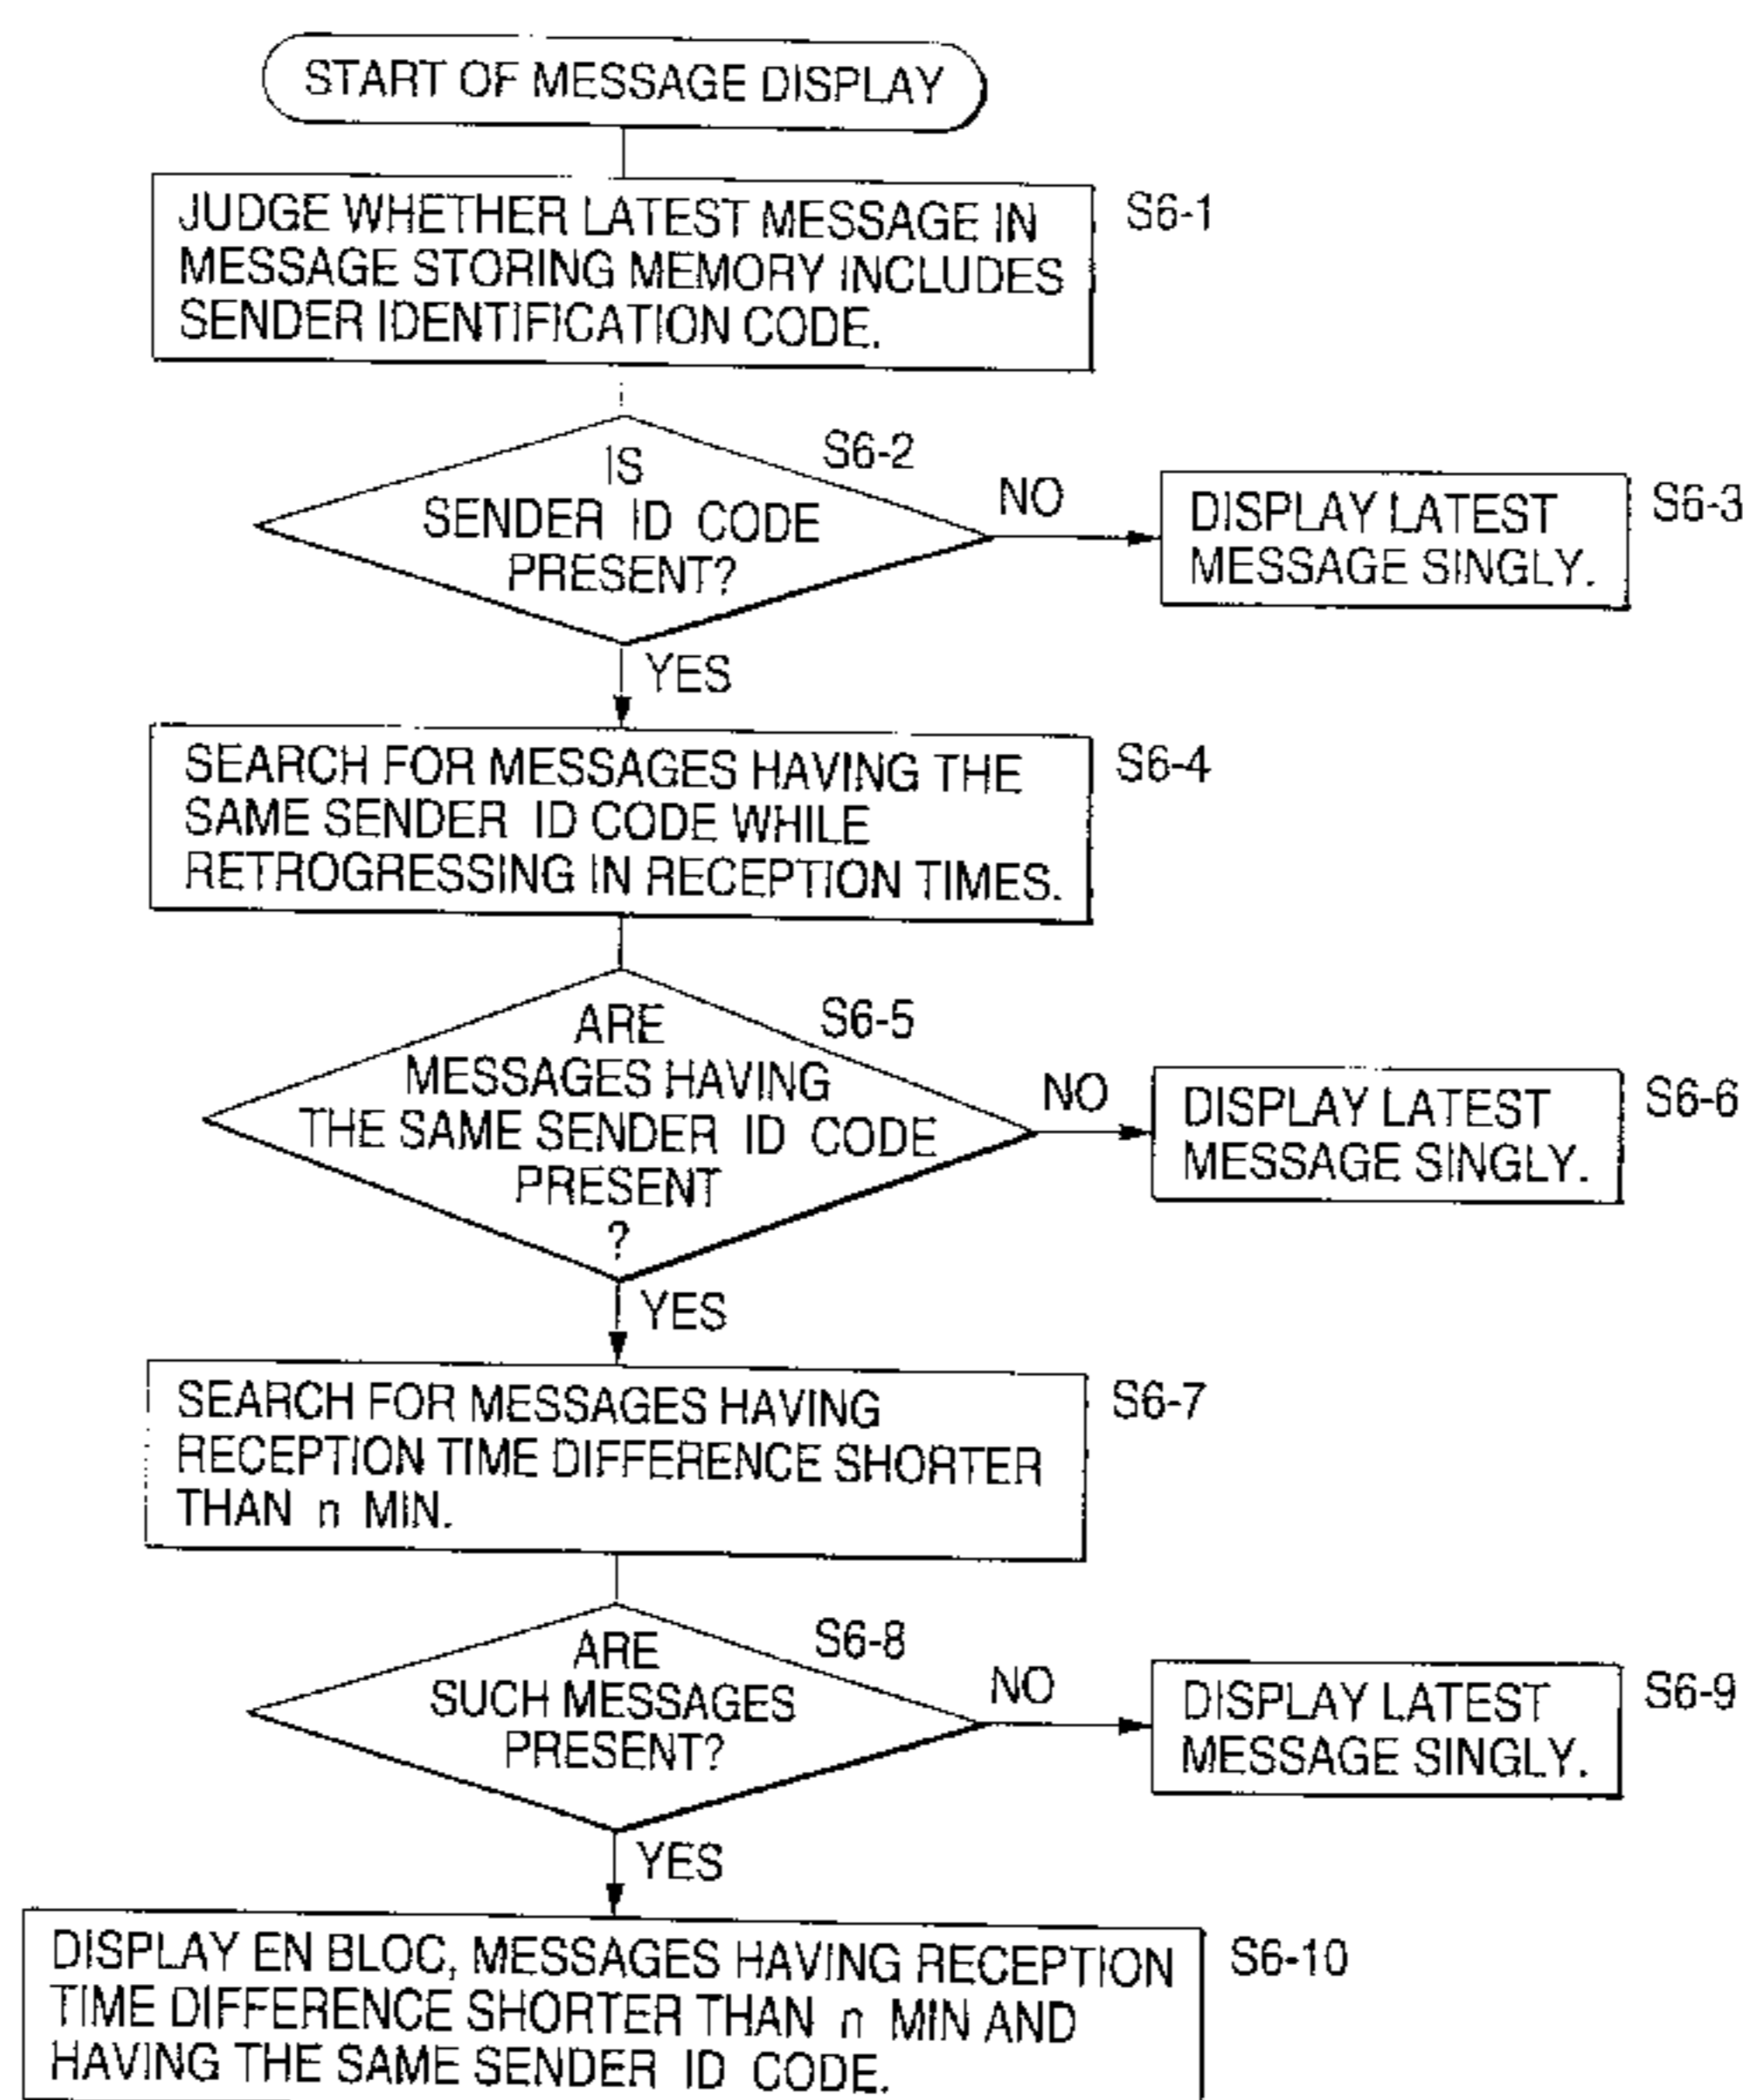 START OF MESSAGE DISPLAY
JUDGE WHETHER LATEST MESSAGE IN
MESSAGE STORING MEMORY INCLUDES
SENDER IDENTIFICATION CODE.
S6-1
IS
SENDER ID CODE
PRESENT?
S6-2
NO
DISPLAY LATEST
MESSAGE SINGLY.
S6-3
YES
SEARCH FOR MESSAGES HAVING THE
SAME SENDER ID CODE WHILE
RETROGRESSING IN RECEPTION TIMES.
S6-4
ARE
MESSAGES HAVING
THE SAME SENDER ID CODE
PRESENT
?
S6-5
NO
DISPLAY LATEST
MESSAGE SINGLY.
S6-6
YES
SEARCH FOR MESSAGES HAVING
RECEPTION TIME DIFFERENCE SHORTER
THAN n MIN.
S6-7
ARE
SUCH MESSAGES
PRESENT?
S6-8
NO
DISPLAY LATEST
MESSAGE SINGLY.
S6-9
YES
DISPLAY EN BLOC, MESSAGES HAVING RECEPTION
TIME DIFFERENCE SHORTER THAN n MIN AND
HAVING THE SAME SENDER ID CODE.
S6-10